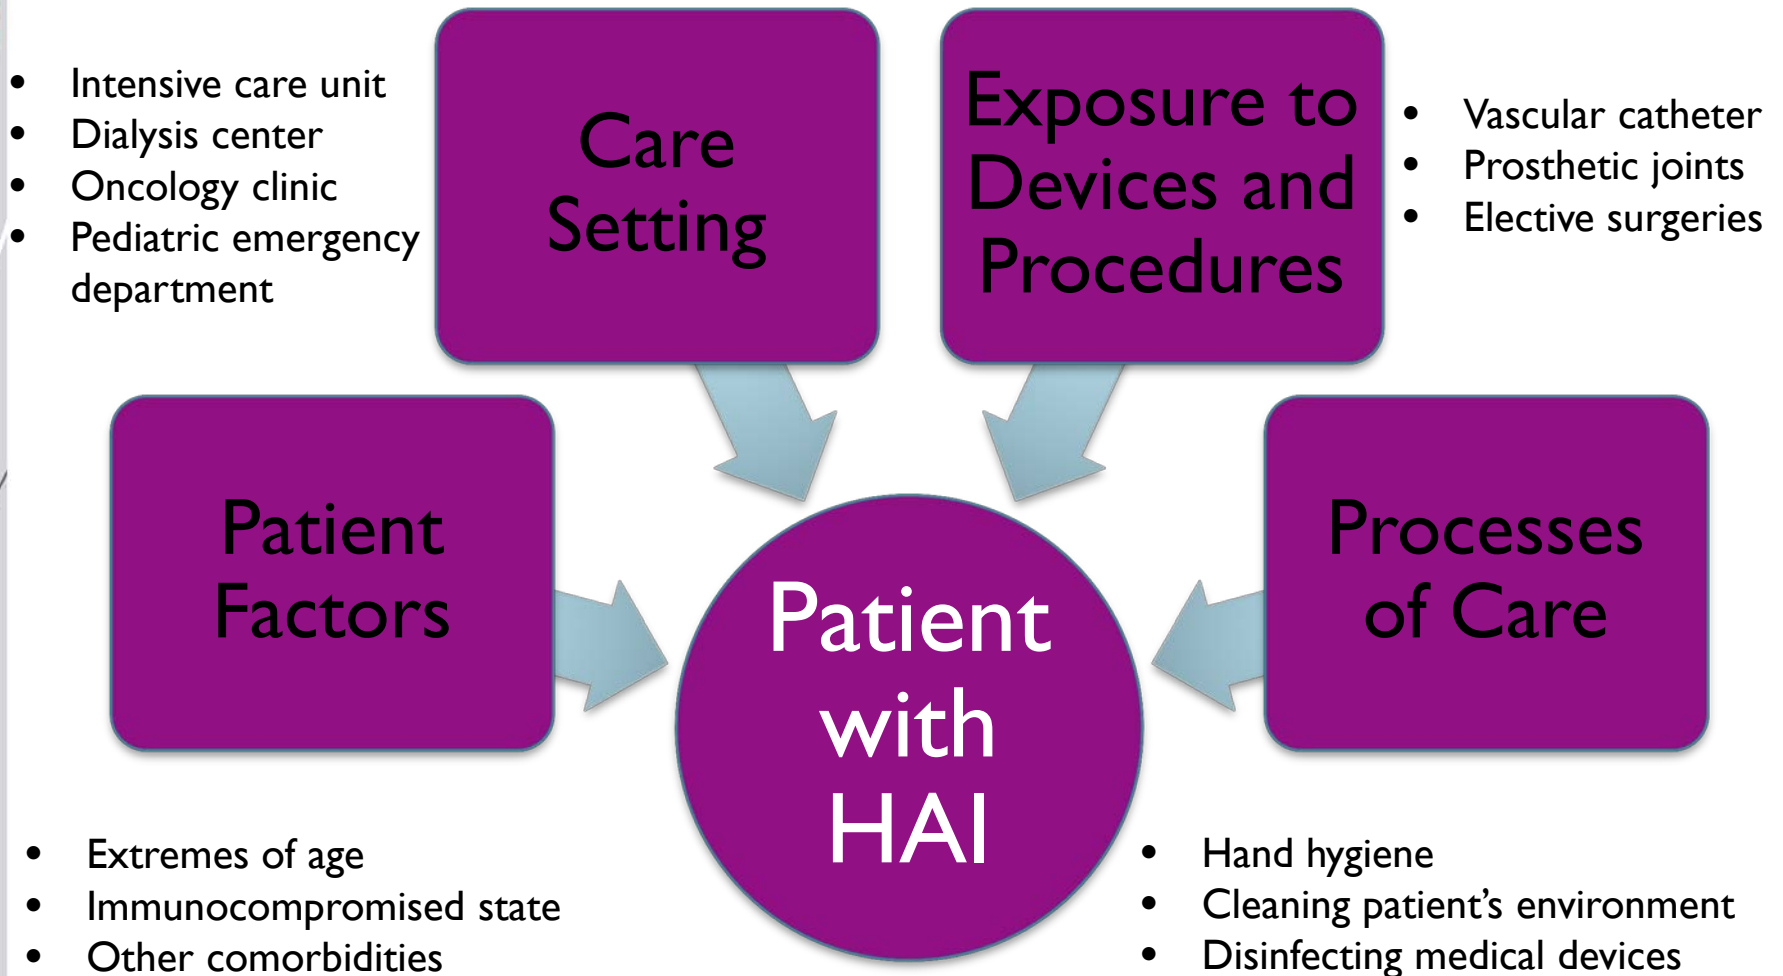 • Intensive care unit
• Dialysis center
• Oncology clinic
• Pediatric emergency
department
Care
Setting
Exposure to
Devices and
Procedures
• Vascular catheter
• Prosthetic joints
• Elective surgeries
Patient
Factors
Patient
with
HAI
Processes
of Care
• Extremes of age
• Immunocompromised state
• Other comorbidities
• Hand hygiene
• Cleaning patient’s environment
• Disinfecting medical devices